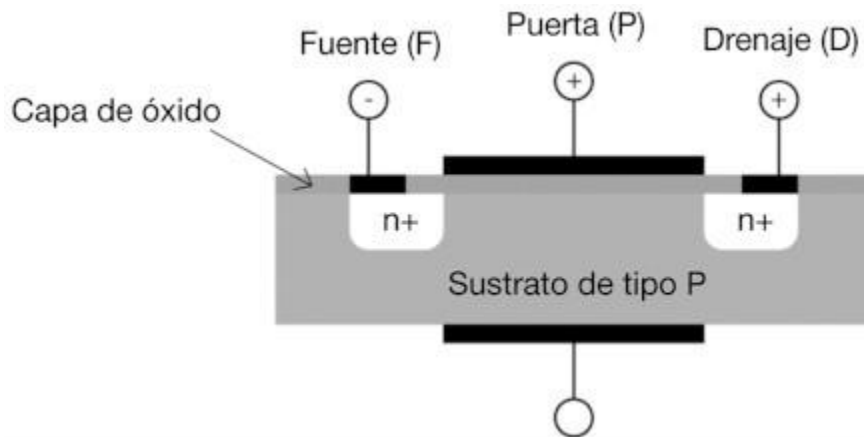 Fuente (F)
Puerta (P)
Drenaje (D)
Capa de óxido
-
+
+
n+
n+
Sustrato de tipo P